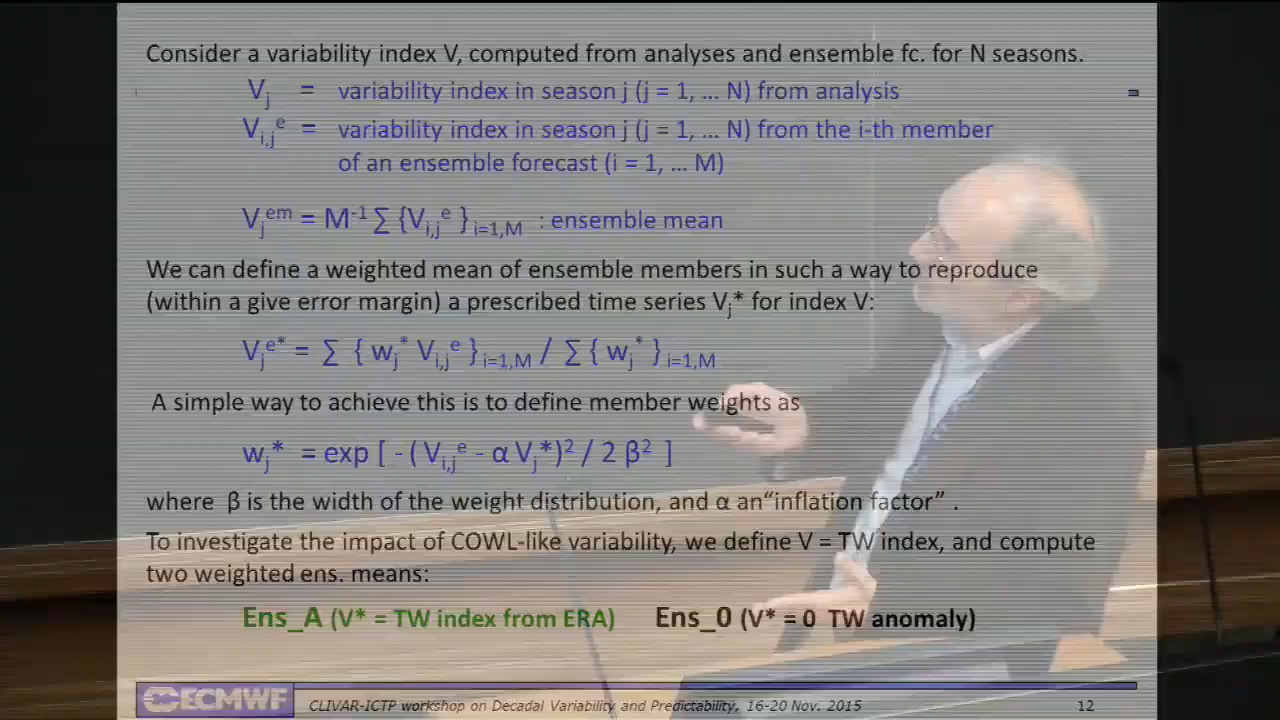 Consider a variability index V, computed from analyses and ensemble fc. for N seasons.
Vj = variability index in season j (j = 1, ... N) from analysis
Vi,j^e = variability index in season j (j = 1, ... N) from the i-th member
of an ensemble forecast (i = 1, ... M)
Vj^em = M^-1 ∑ {Vi,j^e }i=1,M : ensemble mean
We can define a weighted mean of ensemble members in such a way to reproduce
(within a give error margin) a prescribed time series Vj* for index V:
Vj^e* = ∑ { wj^* Vi,j^e }i=1,M / ∑ { wj^* }i=1,M
A simple way to achieve this is to define member weights as
wj* = exp [ - ( Vi,j^e - α Vj*)^2 / 2 β^2 ]
where β is the width of the weight distribution, and α an“inflation factor” .
To investigate the impact of COWL-like variability, we define V = TW index, and compute
two weighted ens. means:
Ens_A (V* = TW index from ERA) Ens_0 (V* = 0 TW anomaly)
ECMWF CLIVAR-ICTP workshop on Decadal Variability and Predictability, 16-20 Nov. 2015 12